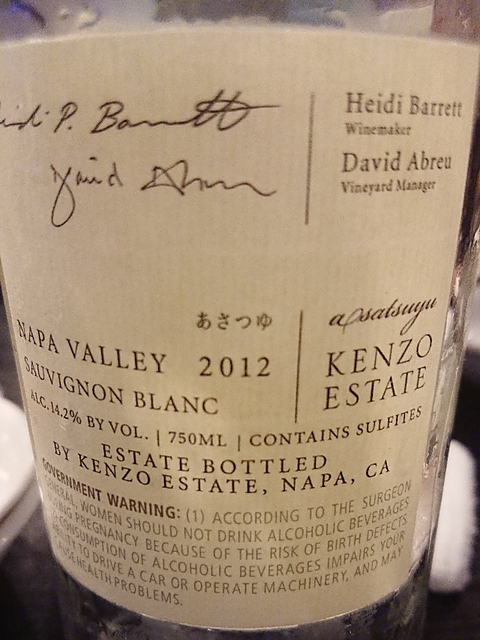 P. Barrett
Heidi Barrett
Winemaker
David Abreu
David Abreu
Vineyard Manager
あさつゆ
asatsuyu
NAPA VALLEY 2012
KENZO
SAUVIGNON BLANC
ESTATE
ALC.14.2% BY VOL. | 750ML | CONTAINS SULFITES
ESTATE BOTTLED
BY KENZO ESTATE, NAPA, CA
GOVERNMENT WARNING: (1) ACCORDING TO THE SURGEON
GENERAL, WOMEN SHOULD NOT DRINK ALCOHOLIC BEVERAGES
PREGNANCY BECAUSE OF THE RISK OF BIRTH DEFECTS.
CONSUMPTION OF ALCOHOLIC BEVERAGES IMPAIRS YOUR
TO DRIVE A CAR OR OPERATE MACHINERY, AND MAY
HEALTH PROBLEMS.